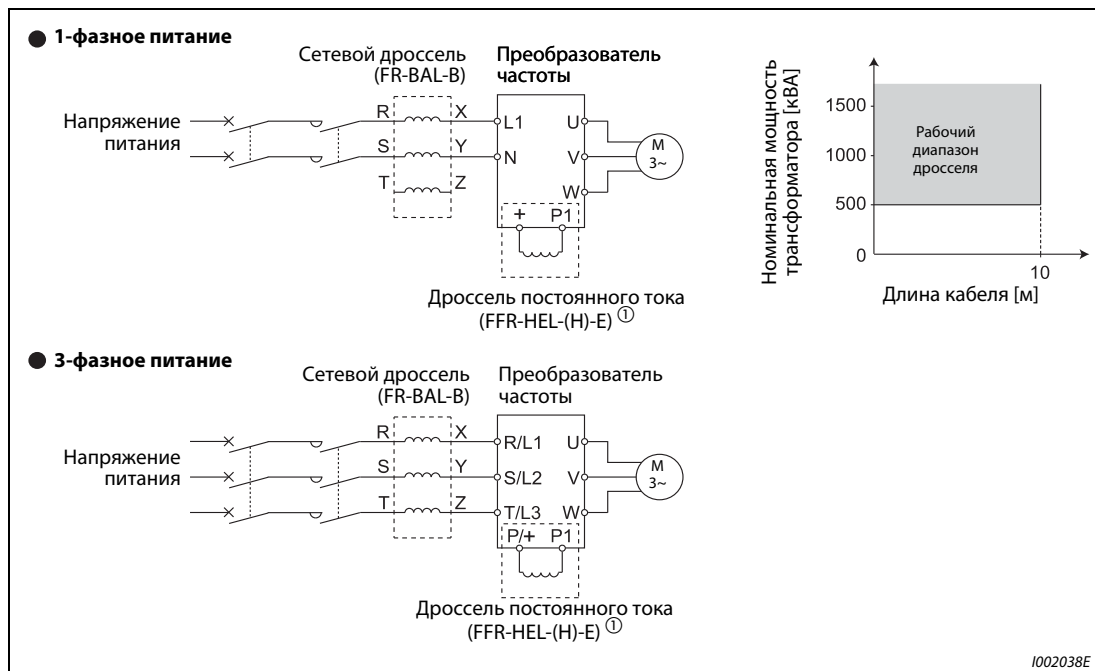 ● 1-фазное питание
Сетевой дроссель
(FR-BAL-B)
Преобразователь
частоты
Напряжение
питания
R
X
S
Y
T
Z
L1
N
U
V
W
M
3~
+
P1
Дроссель постоянного тока
(FFR-HEL-(H)-E) ①
Номинальная мощность
трансформатора [кВА]
1500
1000
500
0
Рабочий
диапазон
дросселя
10
Длина кабеля [м]
● 3-фазное питание
Сетевой дроссель
(FR-BAL-B)
Преобразователь
частоты
Напряжение
питания
R
X
S
Y
T
Z
R/L1
S/L2
T/L3
U
V
W
M
3~
P/+
P1
Дроссель постоянного тока
(FFR-HEL-(H)-E) ①
I002038E